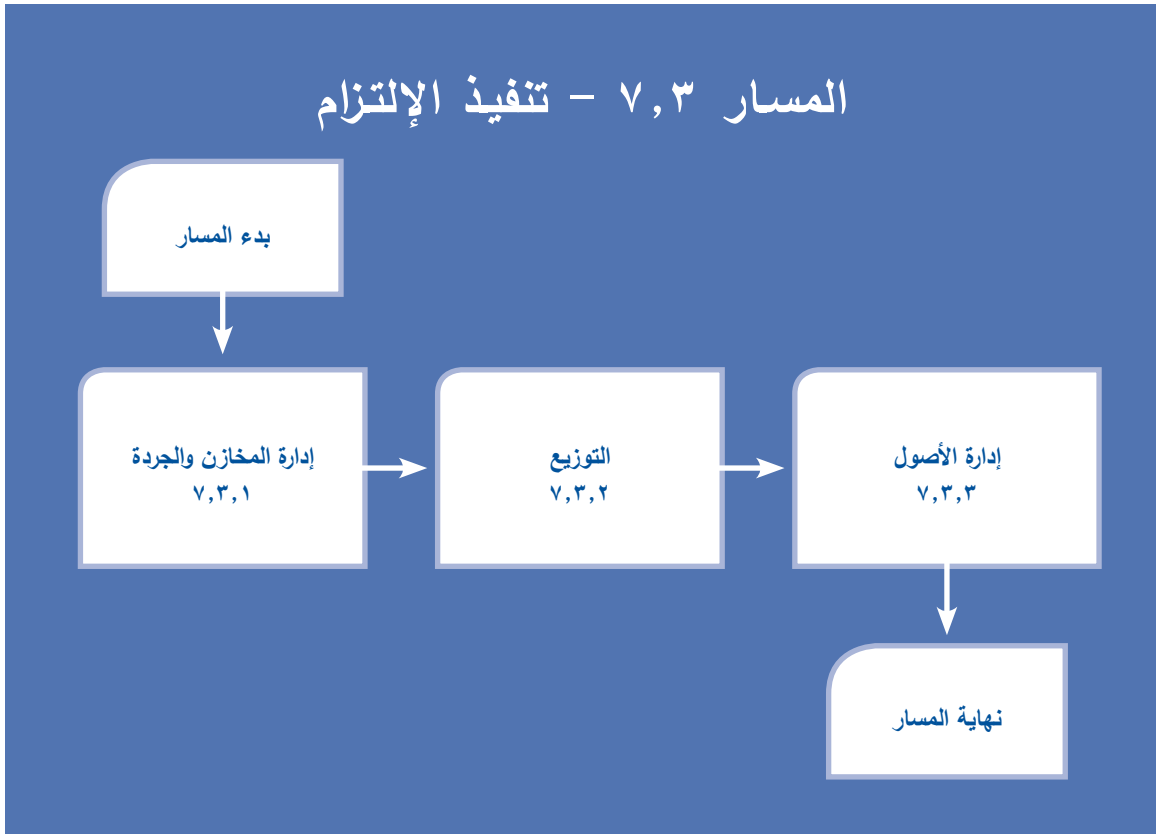 المسار ٧,٣ - تنفيذ الإلتزام
بدء المسار
إدارة المخازن والجردة
٧,٣,١
التوزيع
٧,٣,٢
إدارة الأصول
٧,٣,٣
نهاية المسار